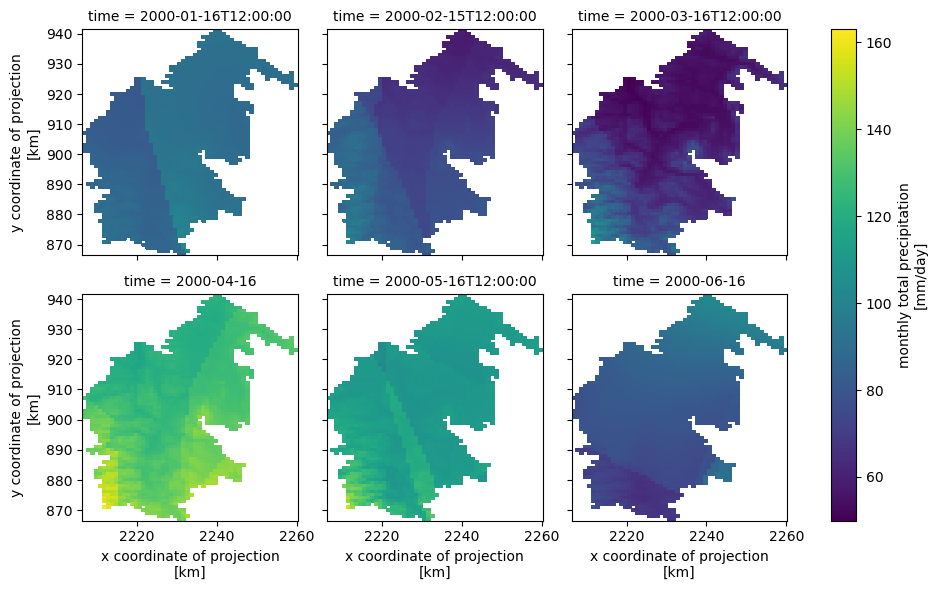 time = 2000-01-16T12:00:00
time = 2000-02-15T12:00:00
time = 2000-03-16T12:00:00
940
930
920
910
900
890
880
870
y coordinate of projection
[km]
time = 2000-04-16
time = 2000-05-16T12:00:00
time = 2000-06-16
940
930
920
910
900
890
880
870
y coordinate of projection
[km]
2220
2240
2260
x coordinate of projection
[km]
2220
2240
2260
x coordinate of projection
[km]
2220
2240
2260
x coordinate of projection
[km]
160
140
120
100
80
60
monthly total precipitation
[mm/day]